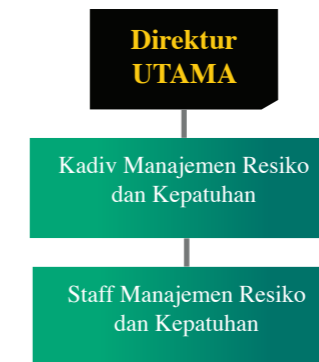 Direktur
UTAMA
Kadiv Manajemen Resiko
dan Kepatuhan
Staff Manajemen Resiko
dan Kepatuhan